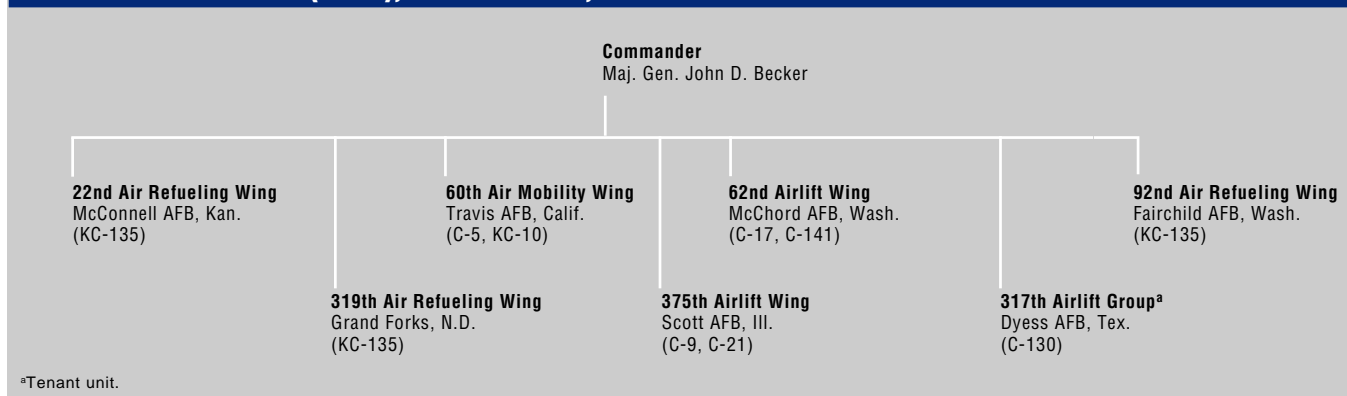 Commander
Maj. Gen. John D. Becker
22nd Air Refueling Wing
McConnell AFB, Kan.
(KC-135)
60th Air Mobility Wing
Travis AFB, Calif.
(C-5, KC-10)
62nd Airlift Wing
McChord AFB, Wash.
(C-17, C-141)
92nd Air Refueling Wing
Fairchild AFB, Wash.
(KC-135)
319th Air Refueling Wing
Grand Forks, N.D.
(KC-135)
375th Airlift Wing
Scott AFB, Ill.
(C-9, C-21)
317th Airlift Groupᵃ
Dyess AFB, Tex.
(C-130)
ᵃTenant unit.